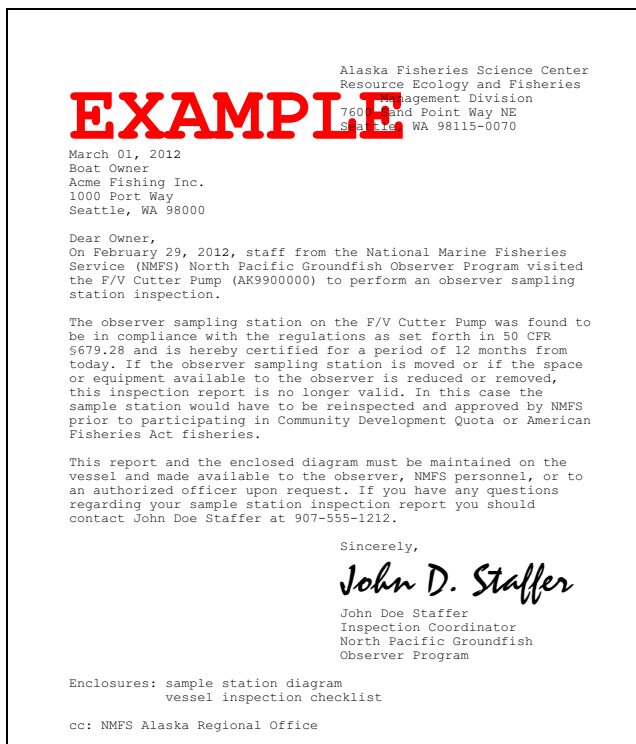 Alaska Fisheries Science Center
Resource Ecology and Fisheries
Management Division
7600 Sand Point Way NE
Seattle, WA 98115-0070
EXAMPLE
March 01, 2012
Boat Owner
Acme Fishing Inc.
1000 Port Way
Seattle, WA 98000
Dear Owner,
On February 29, 2012, staff from the National Marine Fisheries
Service (NMFS) North Pacific Groundfish Observer Program visited
the F/V Cutter Pump (AK9900000) to perform an observer sampling
station inspection.
The observer sampling station on the F/V Cutter Pump was found to
be in compliance with the regulations as set forth in 50 CFR
§679.28 and is hereby certified for a period of 12 months from
today. If the observer sampling station is moved or if the space
or equipment available to the observer is reduced or removed,
this inspection report is no longer valid. In this case the
sample station would have to be reinspected and approved by NMFS
prior to participating in Community Development Quota or American
Fisheries Act fisheries.
This report and the enclosed diagram must be maintained on the
vessel and made available to the observer, NMFS personnel, or to
an authorized officer upon request. If you have any questions
regarding your sample station inspection report you should
contact John Doe Staffer at 907-555-1212.
Sincerely,
John D. Staffer
John Doe Staffer
Inspection Coordinator
North Pacific Groundfish
Observer Program
Enclosures: sample station diagram
vessel inspection checklist
cc: NMFS Alaska Regional Office